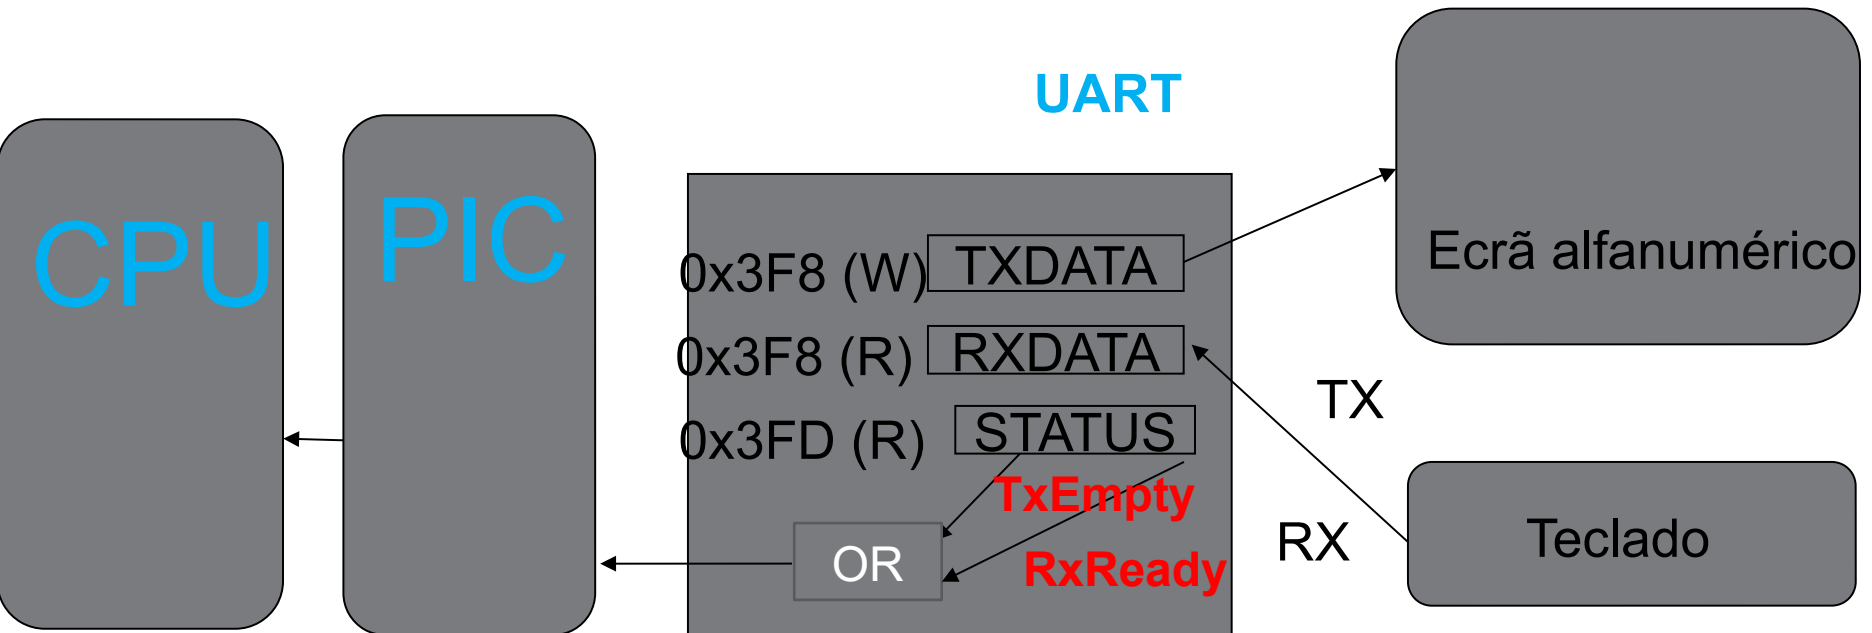 UART
CPU
PIC
0x3F8 (W) TXDATA
Ecrã alfanumérico
0x3F8 (R) RXDATA
TX
0x3FD (R) STATUS
TxEmpty
RX
Teclado
OR
RxReady